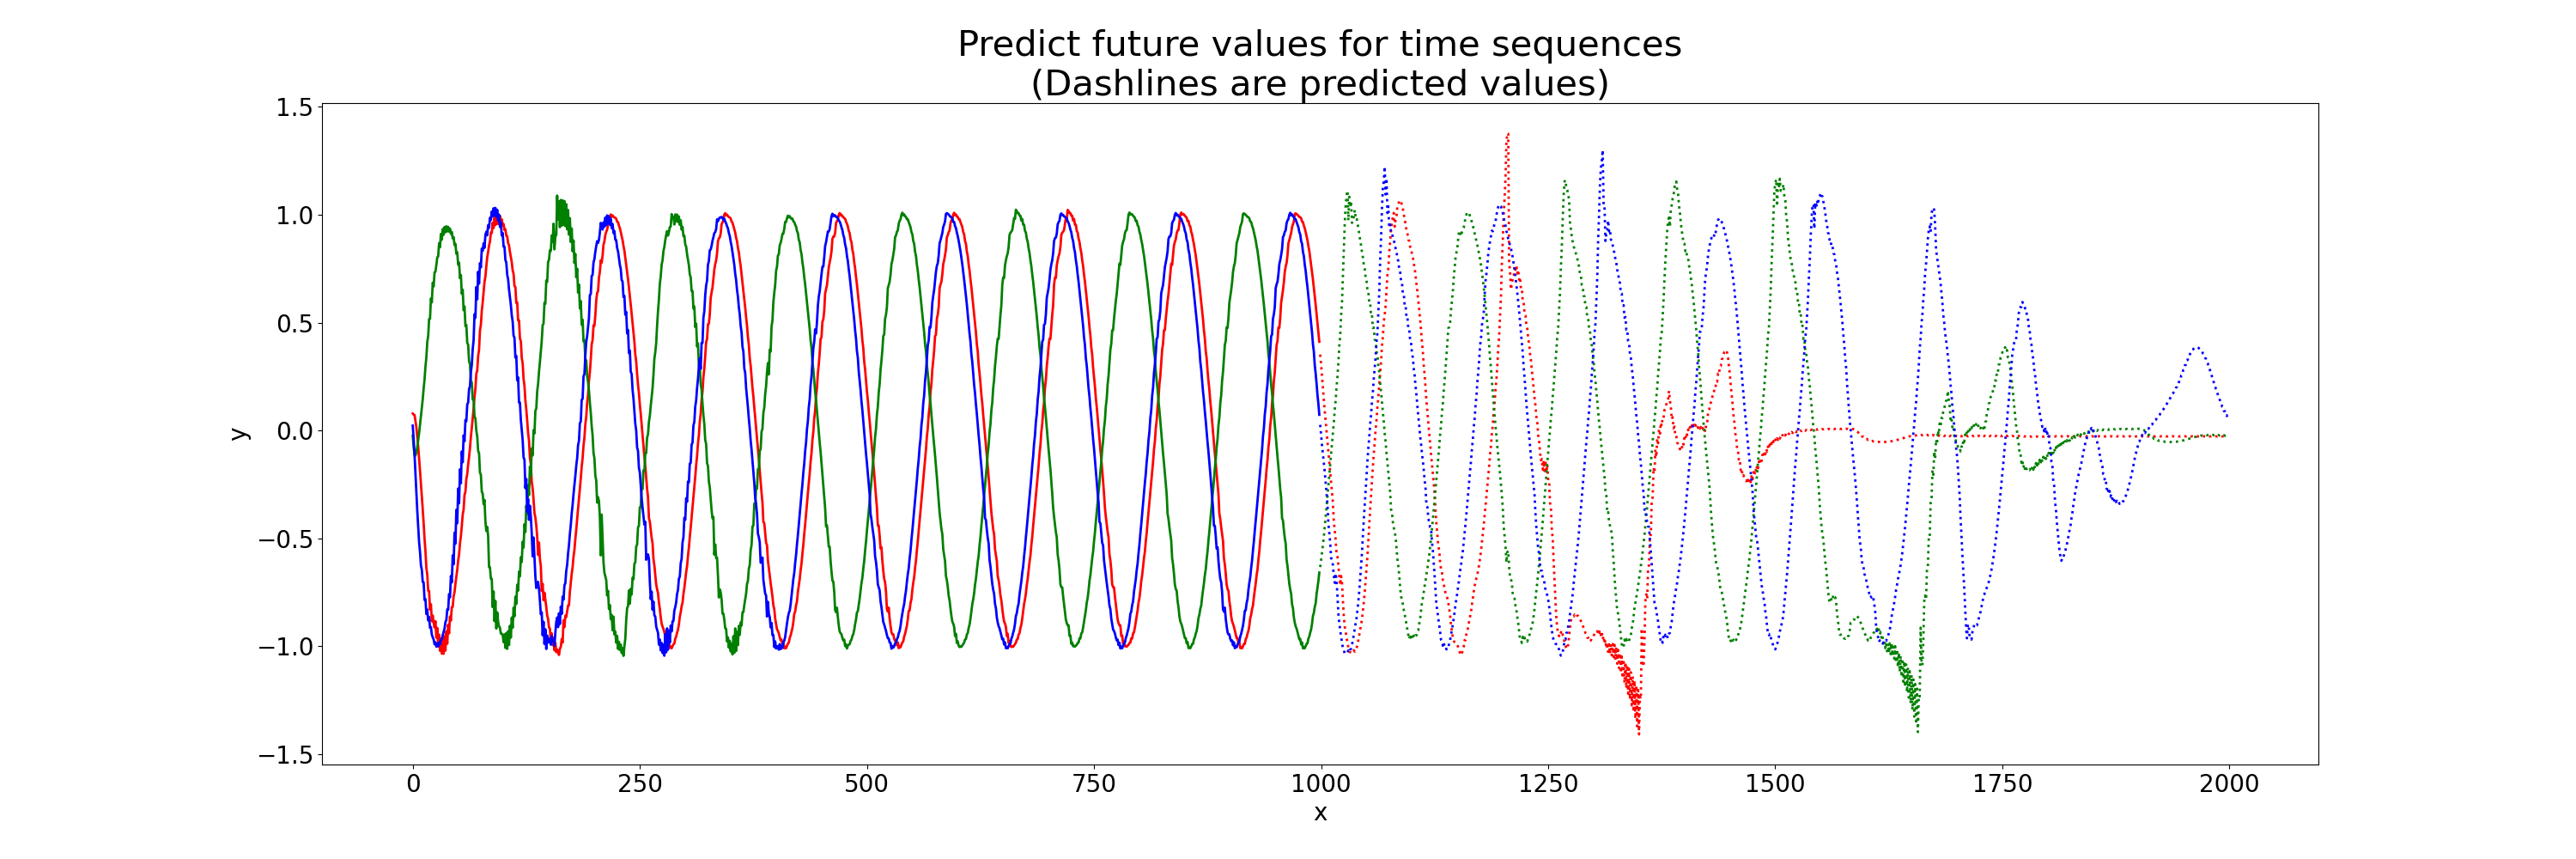 Predict future values for time sequences
(Dashlines are predicted values)
1.5
1.0
0.5
0.0
−0.5
−1.0
−1.5
y
0 250 500 750 1000 1250 1500 1750 2000
x